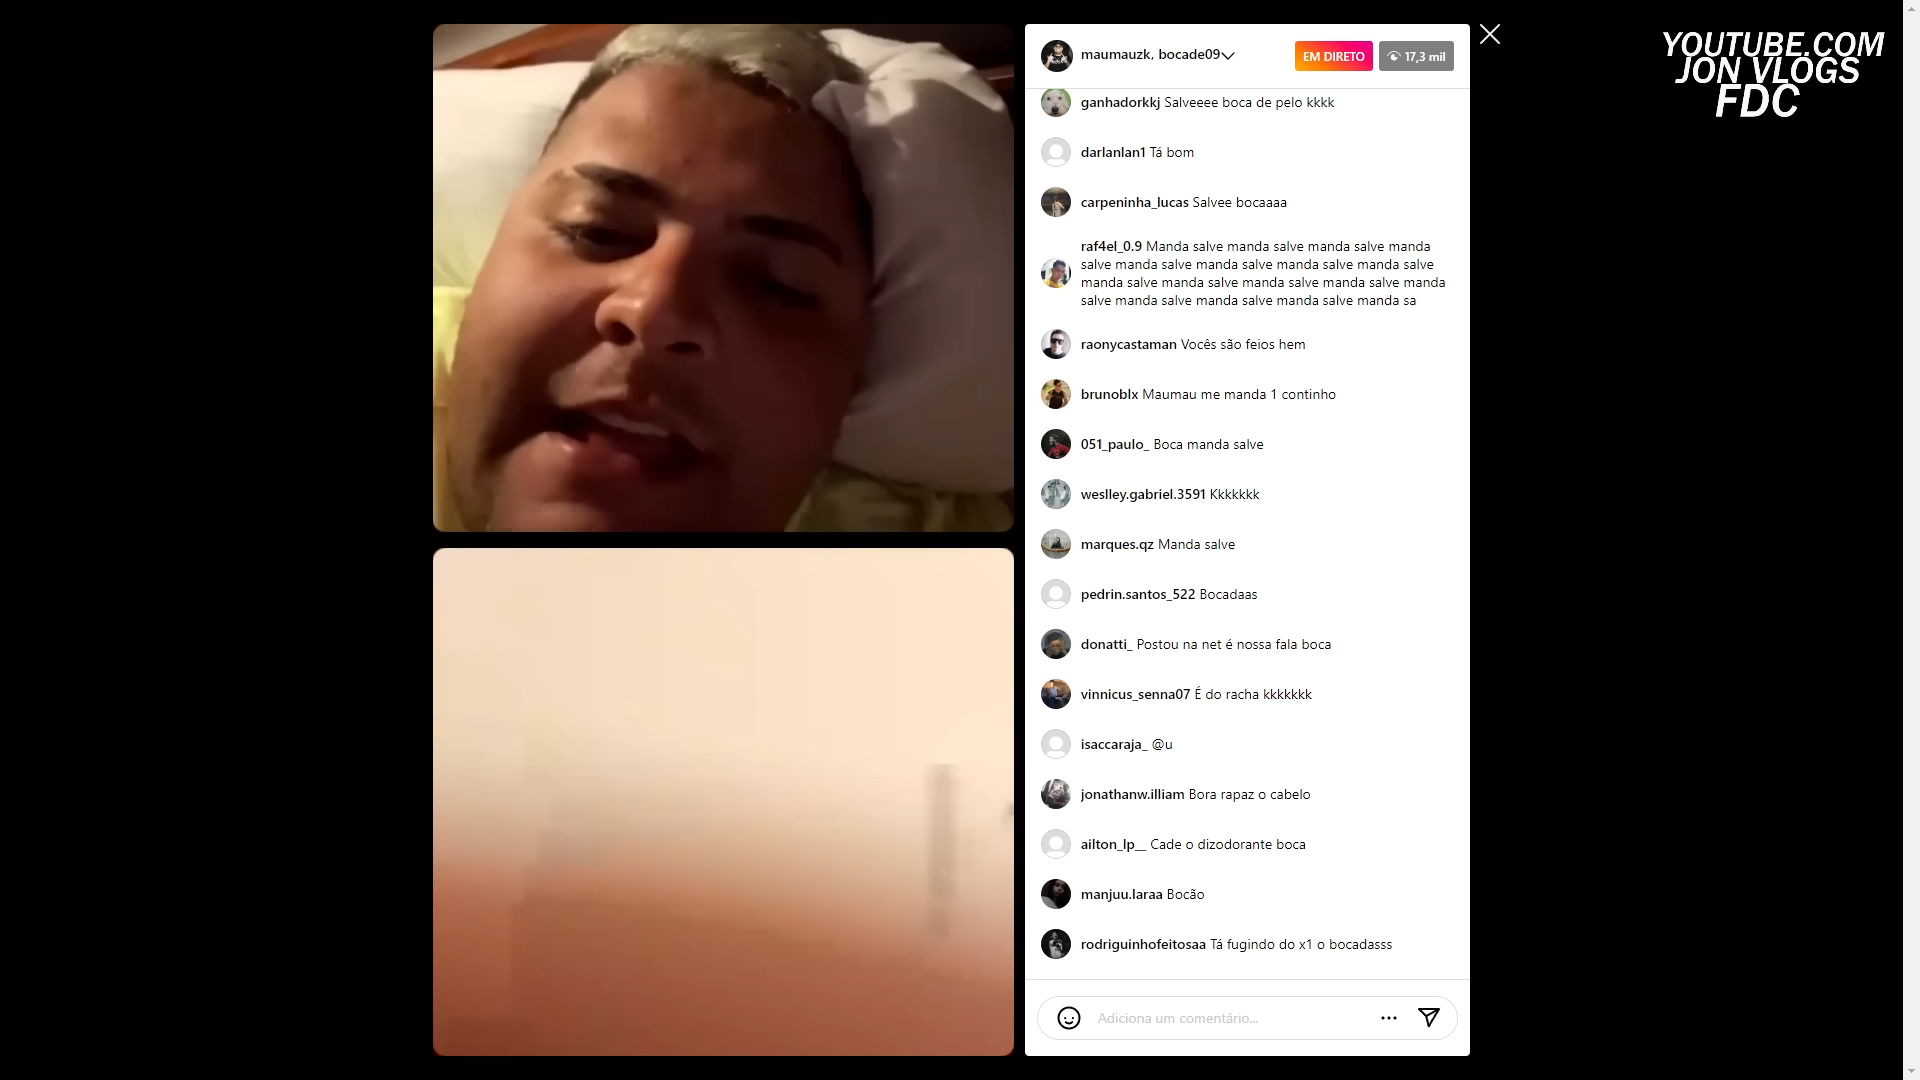 YOUTUBE.COM
JON VLOGS
FDC
maumauzk, bocade09
EM DIRETO
17,3 mil
ganhadorkkj Salveeee boca de pelo kkkk
darlanlan1 Tá bom
carpeninha_lucas Salvee bocaaaa
raf4el_0.9 Manda salve manda salve manda salve manda
salve manda salve manda salve manda salve manda salve
manda salve manda salve manda salve manda salve manda
salve manda salve manda salve manda salve manda sa
raonycastaman Vocês são feios hem
brunoblx Maumau me manda 1 continho
051_paulo_ Boca manda salve
weslley.gabriel.3591 Kkkkkkk
marques.qz Manda salve
pedrin.santos_522 Bocadaas
donatti_ Postou na net é nossa fala boca
vinnicus_senna07 É do racha kkkkkkk
isaccaraja_ @u
jonathanw.illiam Bora rapaz o cabelo
ailton_lp__ Cade o dizodorante boca
manjuu.laraa Bocão
rodriguinhofeitosaa Tá fugindo do x1 o bocadasss
Adiciona um comentário...